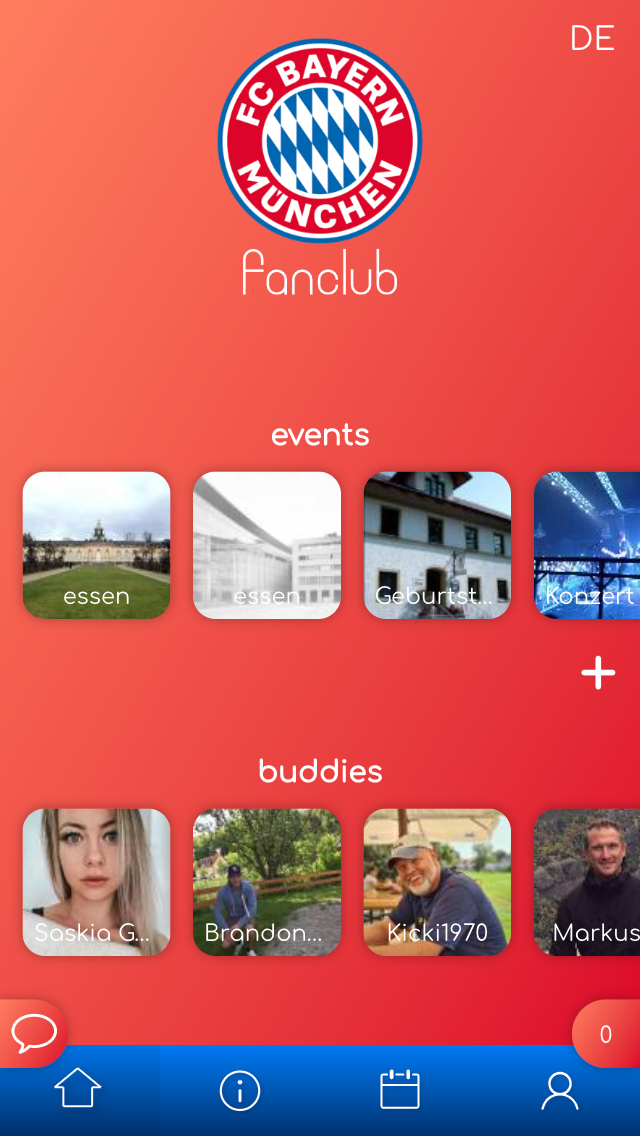 DE
FC BAYERN
MÜNCHEN
fanclub
events
essen
essen
Geburtst...
Konzert
buddies
Saskia G...
Brandon...
Kicki1970
Markus
0